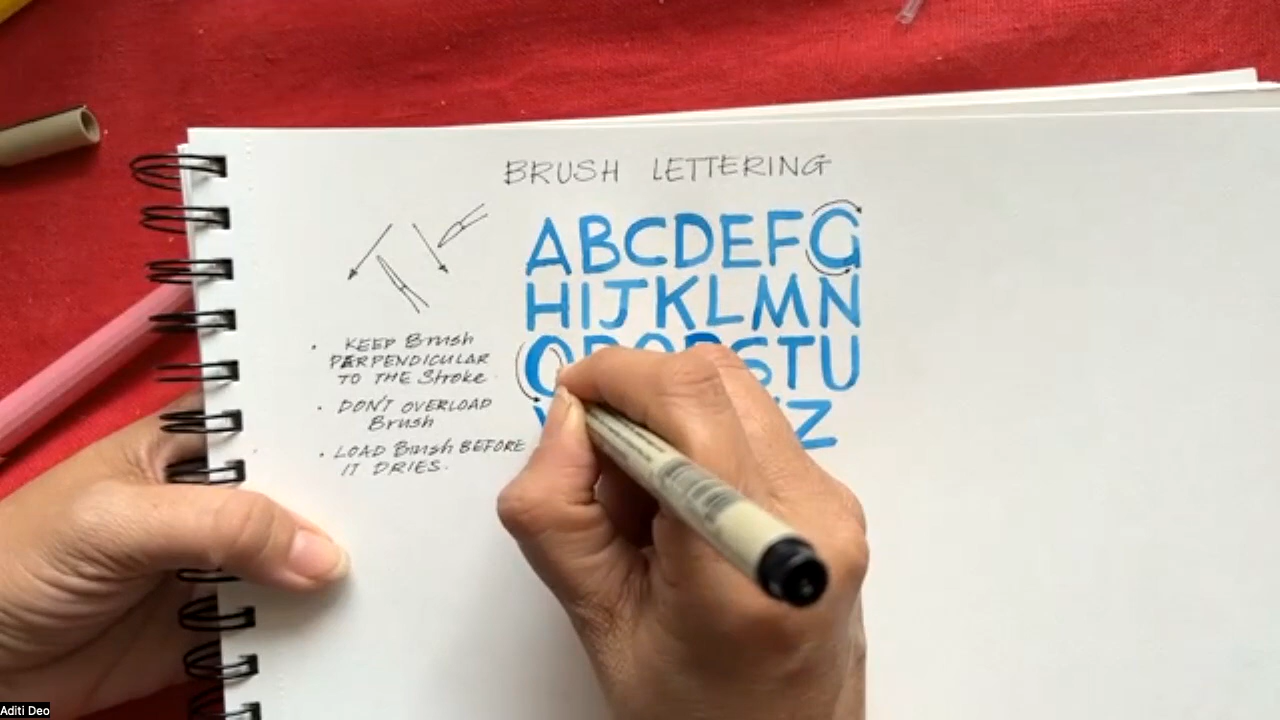 BRUSH LETTERING
ABCDEFG
HIJKLMN
STU
Z
. KEEP Brush
PERPENDICULAR
TO THE Stroke.
. DON'T OVERLOAD
Brush
. LOAD Brush BEFORE
IT DRIES.
Aditi Deo